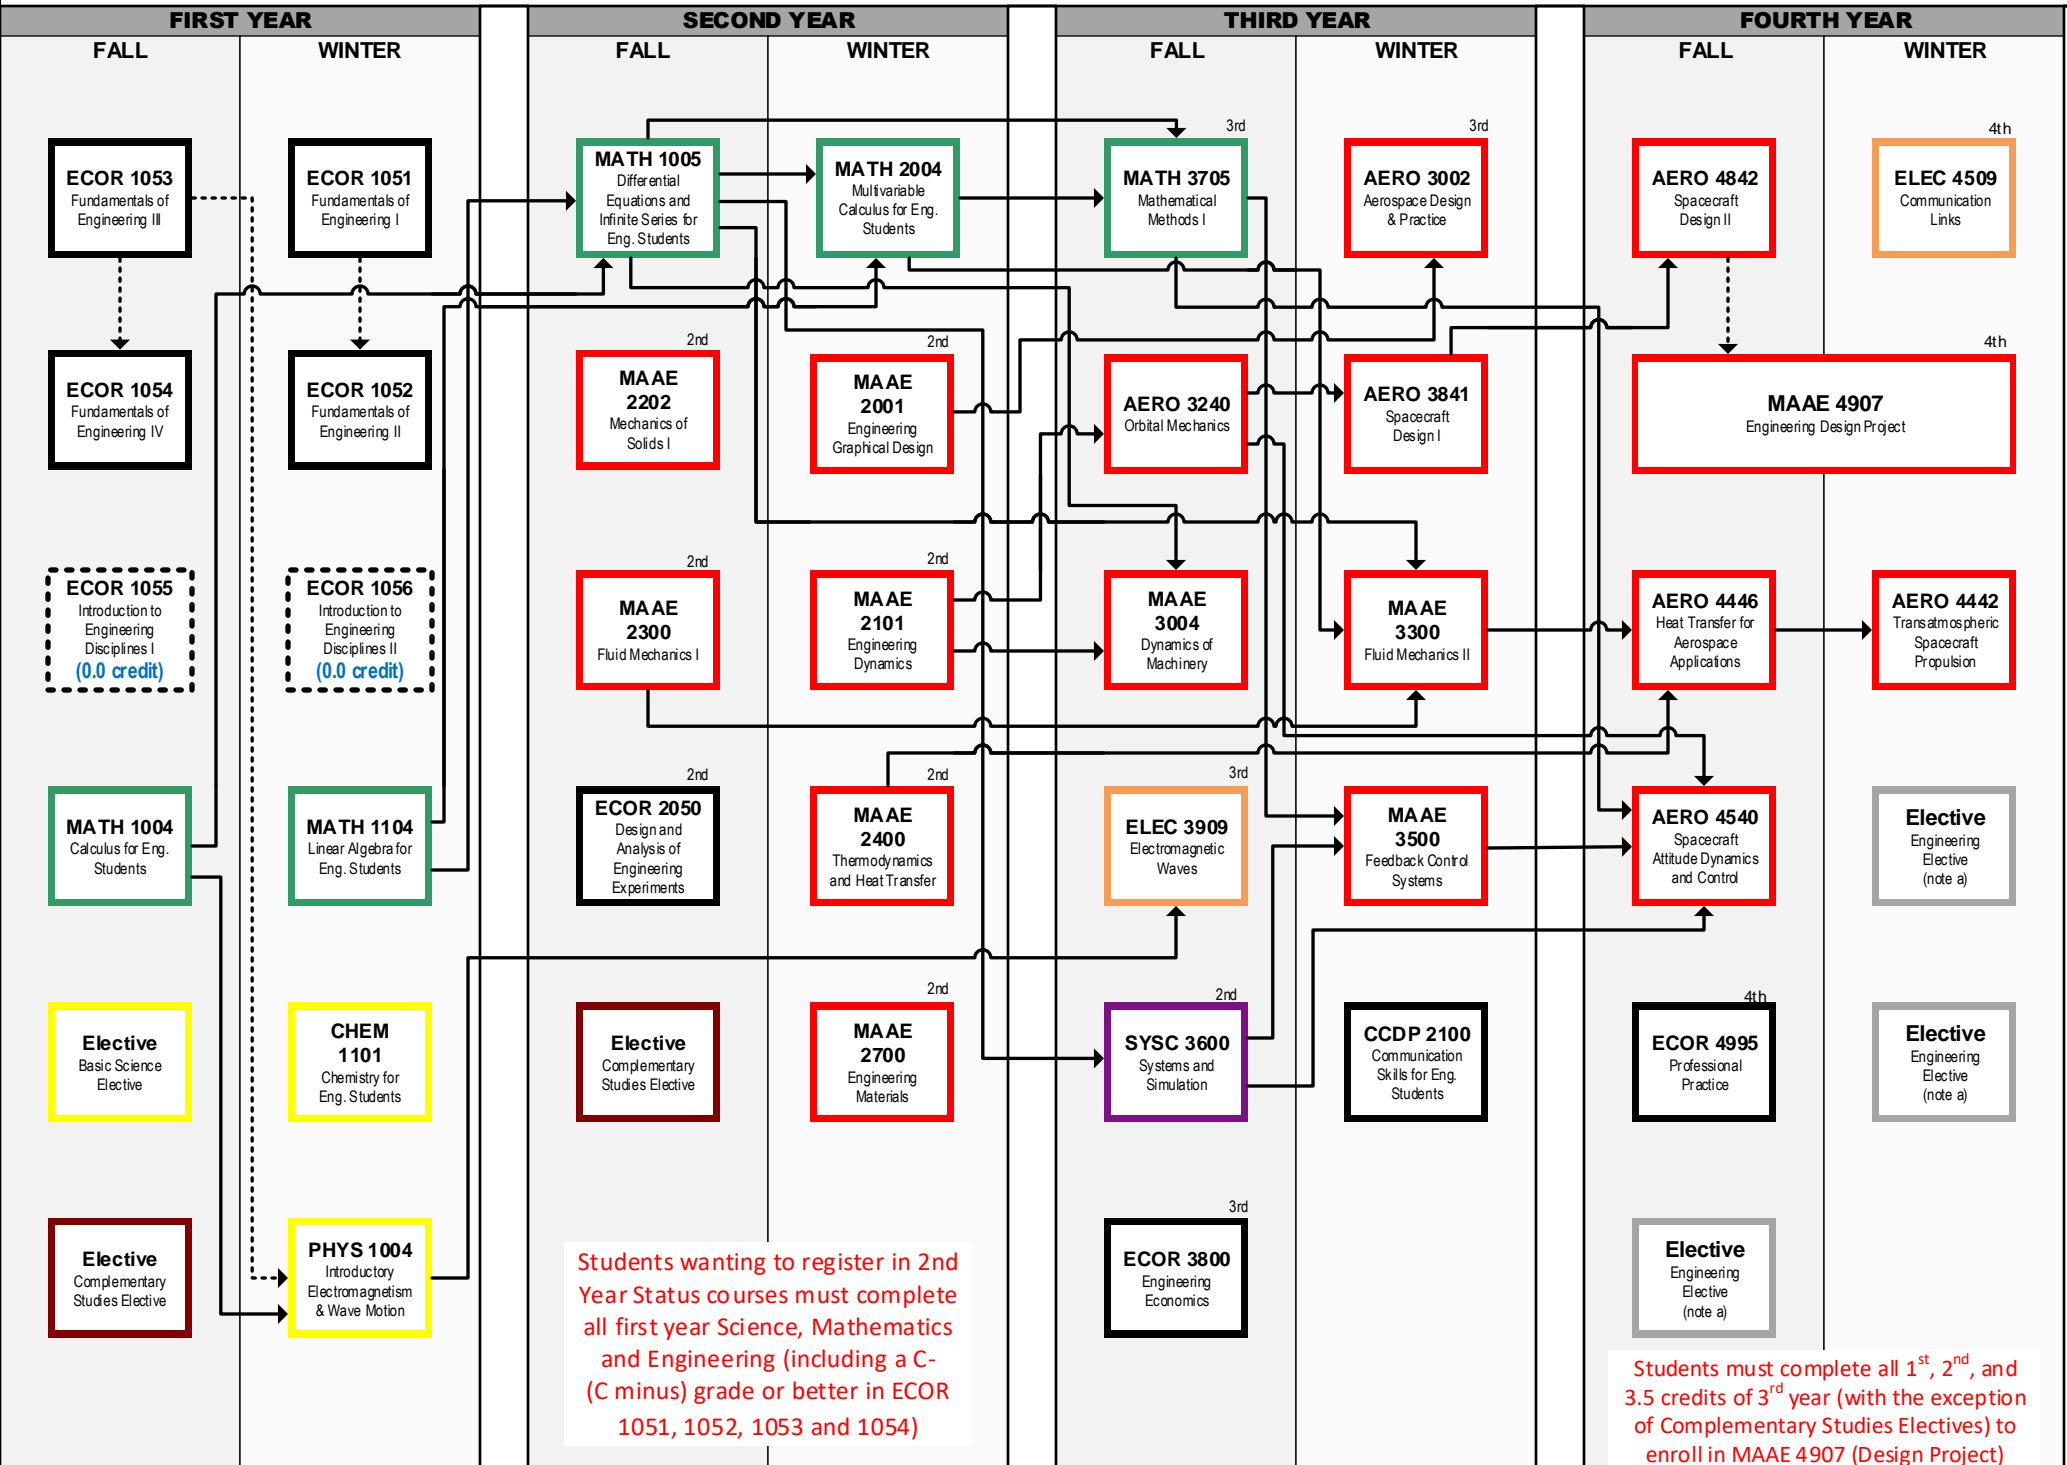 FIRST YEAR
SECOND YEAR
THIRD YEAR
FOURTH YEAR
FALL
WINTER
FALL
WINTER
FALL
WINTER
FALL
WINTER
ECOR 1053
Fundamentals of
Engineering III
ECOR 1051
Fundamentals of
Engineering I
MATH 1005
Differential
Equations and
Infinite Series for
Eng. Students
MATH 2004
Multivariable
Calculus for Eng.
Students
3rd
MATH 3705
Mathematical
Methods I
3rd
AERO 3002
Aerospace Design
& Practice
AERO 4842
Spacecraft
Design II
4th
ELEC 4509
Communication
Links
ECOR 1054
Fundamentals of
Engineering IV
ECOR 1052
Fundamentals of
Engineering II
2nd
MAAE
2202
Mechanics of
Solids I
2nd
MAAE
2001
Engineering
Graphical Design
AERO 3240
Orbital Mechanics
AERO 3841
Spacecraft
Design I
4th
MAAE 4907
Engineering Design Project
ECOR 1055
Introduction to
Engineering
Disciplines I
(0.0 credit)
ECOR 1056
Introduction to
Engineering
Disciplines II
(0.0 credit)
2nd
MAAE
2300
Fluid Mechanics I
2nd
MAAE
2101
Engineering
Dynamics
MAAE
3004
Dynamics of
Machinery
MAAE
3300
Fluid Mechanics II
AERO 4446
Heat Transfer for
Aerospace
Applications
AERO 4442
Transatmospheric
Spacecraft
Propulsion
MATH 1004
Calculus for Eng.
Students
MATH 1104
Linear Algebra for
Eng. Students
2nd
ECOR 2050
Design and
Analysis of
Engineering
Experiments
2nd
MAAE
2400
Thermodynamics
and Heat Transfer
3rd
ELEC 3909
Electromagnetic
Waves
MAAE
3500
Feedback Control
Systems
AERO 4540
Spacecraft
Attitude Dynamics
and Control
Elective
Engineering
Elective
(note a)
Elective
Basic Science
Elective
CHEM
1101
Chemistry for
Eng. Students
Elective
Complementary
Studies Elective
2nd
MAAE
2700
Engineering
Materials
2nd
SYSC 3600
Systems and
Simulation
CCDP 2100
Communication
Skills for Eng.
Students
4th
ECOR 4995
Professional
Practice
Elective
Engineering
Elective
(note a)
Elective
Complementary
Studies Elective
PHYS 1004
Introductory
Electromagnetism
& Wave Motion
3rd
ECOR 3800
Engineering
Economics
Elective
Engineering
Elective
(note a)
Students wanting to register in 2nd
Year Status courses must complete
all first year Science, Mathematics
and Engineering (including a C-
(C minus) grade or better in ECOR
1051, 1052, 1053 and 1054)
Students must complete all 1st, 2nd, and
3.5 credits of 3rd year (with the exception
of Complementary Studies Electives) to
enroll in MAAE 4907 (Design Project)